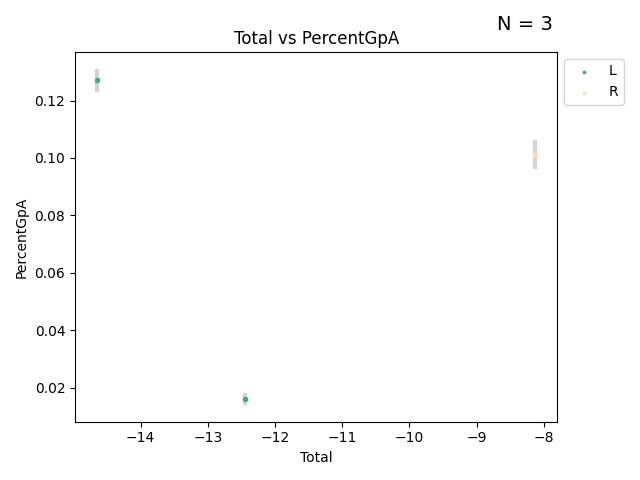 N = 3
Total vs PercentGpA
L
R
0.12
0.10
0.08
0.06
0.04
0.02
PercentGpA
−14
−13
−12
−11
−10
−9
−8
Total